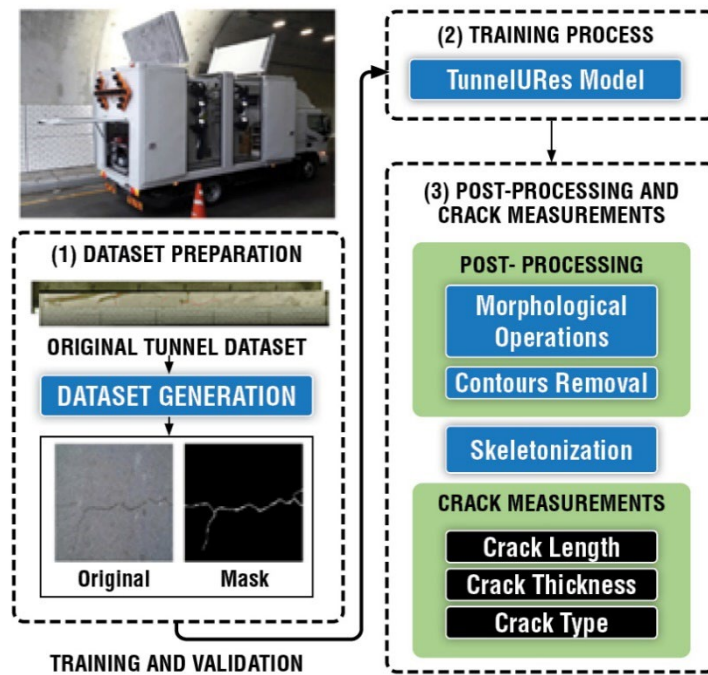 (1) DATASET PREPARATION
ORIGINAL TUNNEL DATASET
DATASET GENERATION
Original
Mask
TRAINING AND VALIDATION
(2) TRAINING PROCESS
TunnelURes Model
(3) POST-PROCESSING AND
CRACK MEASUREMENTS
POST- PROCESSING
Morphological
Operations
Contours Removal
Skeletonization
CRACK MEASUREMENTS
Crack Length
Crack Thickness
Crack Type